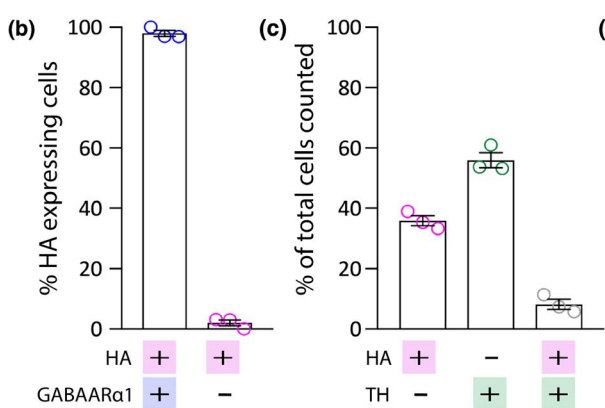 (b)
% HA expressing cells
100
80
60
40
20
0
HA + +
GABAARα1 + -
(c)
% of total cells counted
100
80
60
40
20
0
HA + - +
TH - + +
(